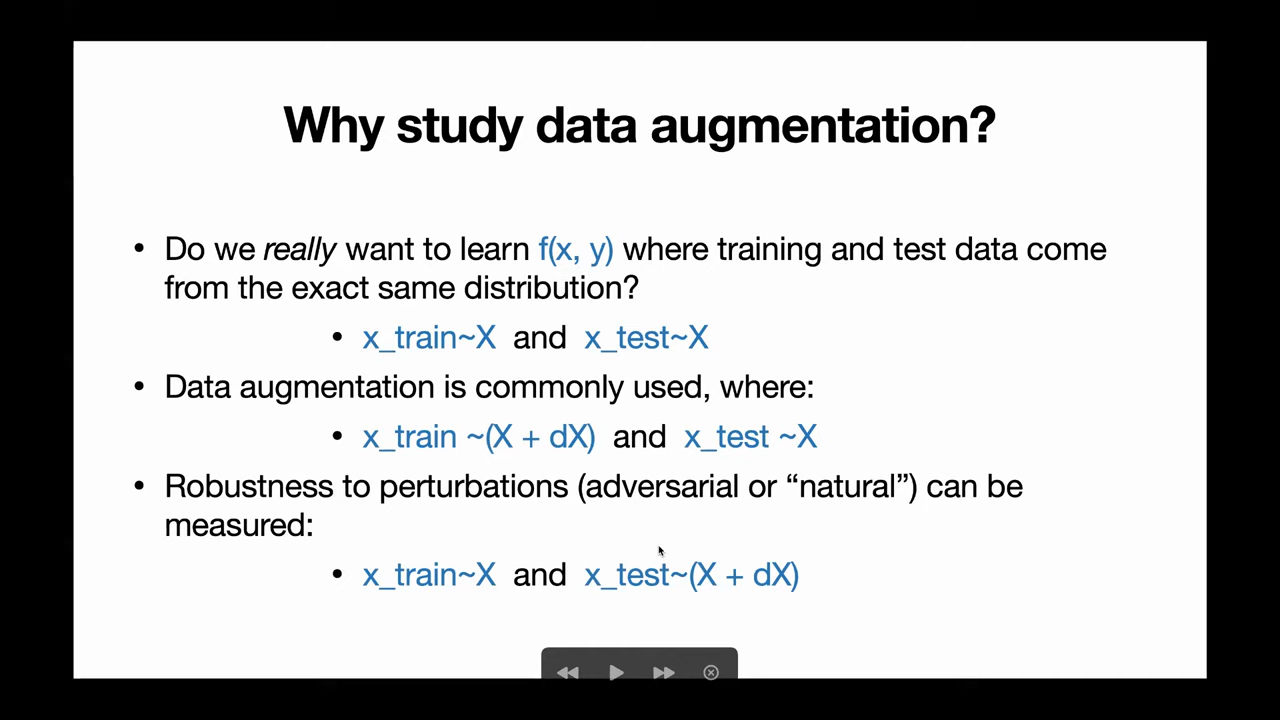 Why study data augmentation?
• Do we really want to learn f(x, y) where training and test data come
from the exact same distribution?
• x_train~X and x_test~X
• Data augmentation is commonly used, where:
• x_train ~(X + dX) and x_test ~X
• Robustness to perturbations (adversarial or “natural”) can be
measured:
• x_train~X and x_test~(X + dX)